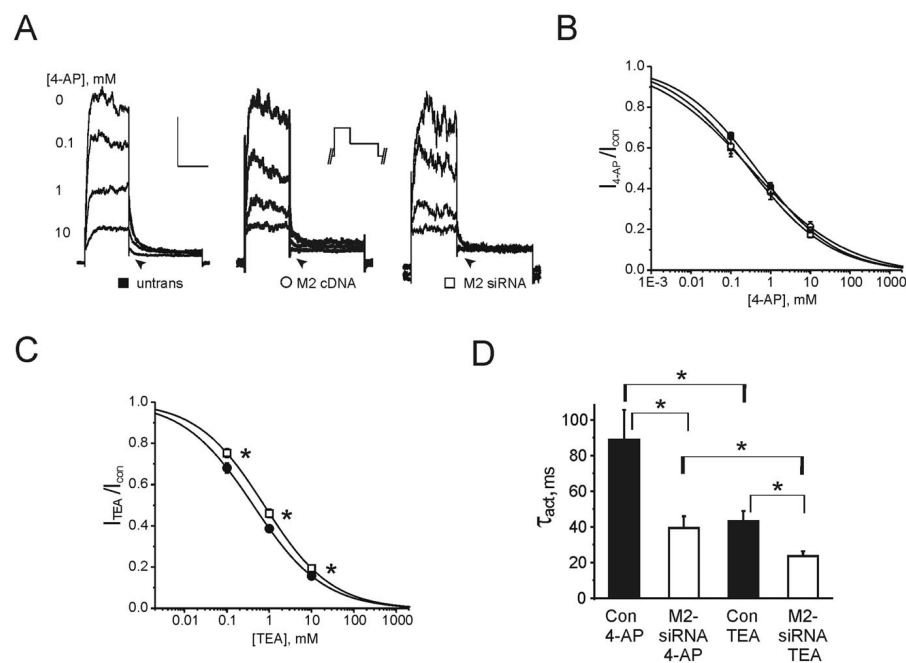 A
[4-AP], mM
0
0.1
1
10
untrans
M2 cDNA
M2 siRNA
B
I4-AP/Icon
1.0
0.8
0.6
0.4
0.2
0.0
1E-3 0.01 0.1 1 10 100 1000
[4-AP], mM
C
ITEA/Icon
1.0
0.8
0.6
0.4
0.2
0.0
0.01 0.1 1 10 100 1000
[TEA], mM
* * *
D
τact, ms
100
80
60
40
20
0
* * * *
Con M2- Con M2-
4-AP siRNA TEA siRNA
4-AP TEA